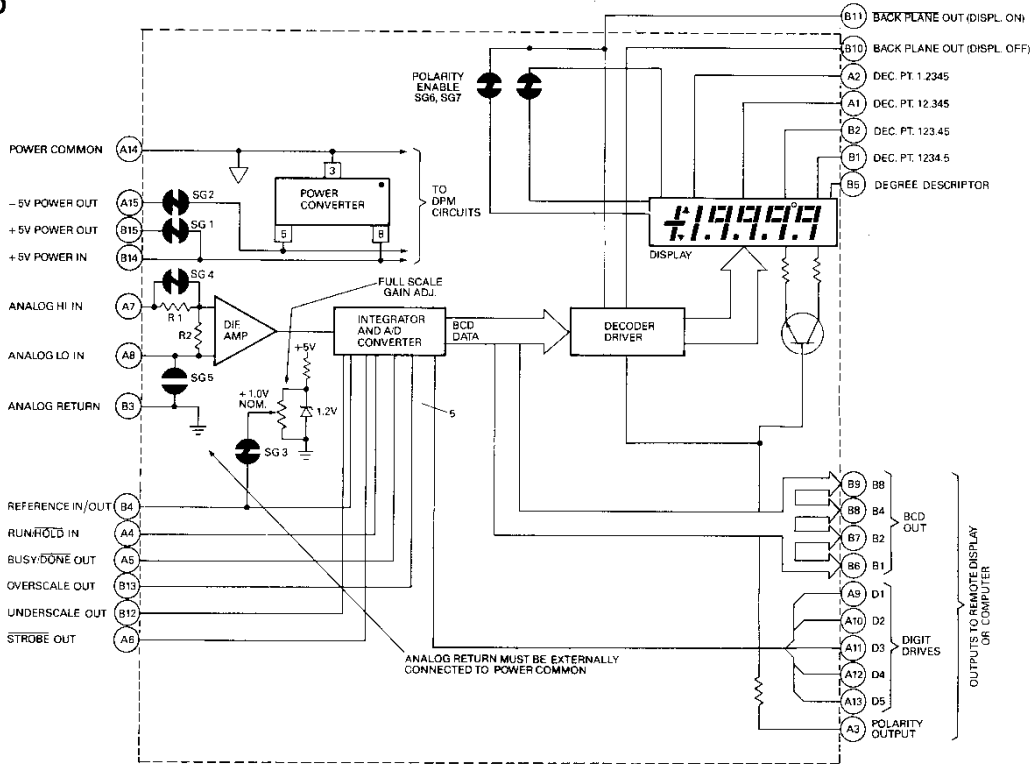 B11 BACK PLANE OUT (DISPL. ON)
B10 BACK PLANE OUT (DISPL. OFF)
POLARITY
ENABLE
SG6, SG7
A2 DEC. PT. 1.2345
A1 DEC. PT. 12.345
B2 DEC. PT. 123.45
B1 DEC. PT. 1234.5
B5 DEGREE DESCRIPTOR
POWER COMMON A14
3
POWER
CONVERTER
5
8
TO
DPM
CIRCUITS
-5V POWER OUT A15 SG2
+5V POWER OUT B15 SG1
+5V POWER IN B14
±1.9.9.9.9
DISPLAY
SG4
ANALOG HI IN A7
R1
R2
DIF.
AMP
ANALOG LO IN A8
SG5
ANALOG RETURN B3
FULL SCALE
GAIN ADJ.
INTEGRATOR
AND A/D
CONVERTER
BCD
DATA
DECODER
DRIVER
+5V
+1.0V
NOM.
1.2V
5
SG3
REFERENCE IN/OUT B4
RUN/HOLD IN A4
BUSY/DONE OUT A5
OVERSCALE OUT B13
UNDERSCALE OUT B12
STROBE OUT A6
ANALOG RETURN MUST BE EXTERNALLY
CONNECTED TO POWER COMMON
B9 B8
B8 B4
B7 B2
B6 B1
BCD
OUT
A9 D1
A10 D2
A11 D3
A12 D4
A13 D5
DIGIT
DRIVES
A3 POLARITY
OUTPUT
OUTPUTS TO REMOTE DISPLAY
OR COMPUTER